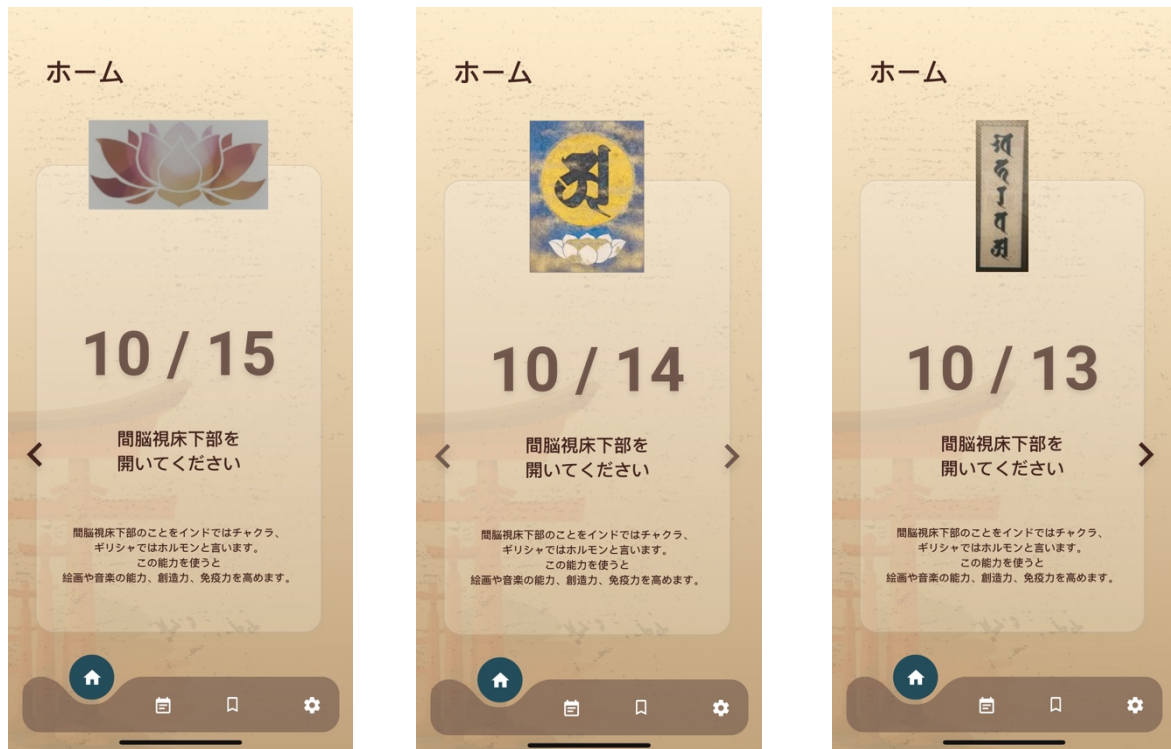 ホーム
10 / 15
間脳視床下部を
開いてください
間脳視床下部のことをインドではチャクラ、
ギリシャではホルモンと言います。
この能力を使うと
絵画や音楽の能力、創造力、免疫力を高めます。
ホーム
10 / 14
間脳視床下部を
開いてください
間脳視床下部のことをインドではチャクラ、
ギリシャではホルモンと言います。
この能力を使うと
絵画や音楽の能力、創造力、免疫力を高めます。
ホーム
10 / 13
間脳視床下部を
開いてください
間脳視床下部のことをインドではチャクラ、
ギリシャではホルモンと言います。
この能力を使うと
絵画や音楽の能力、創造力、免疫力を高めます。